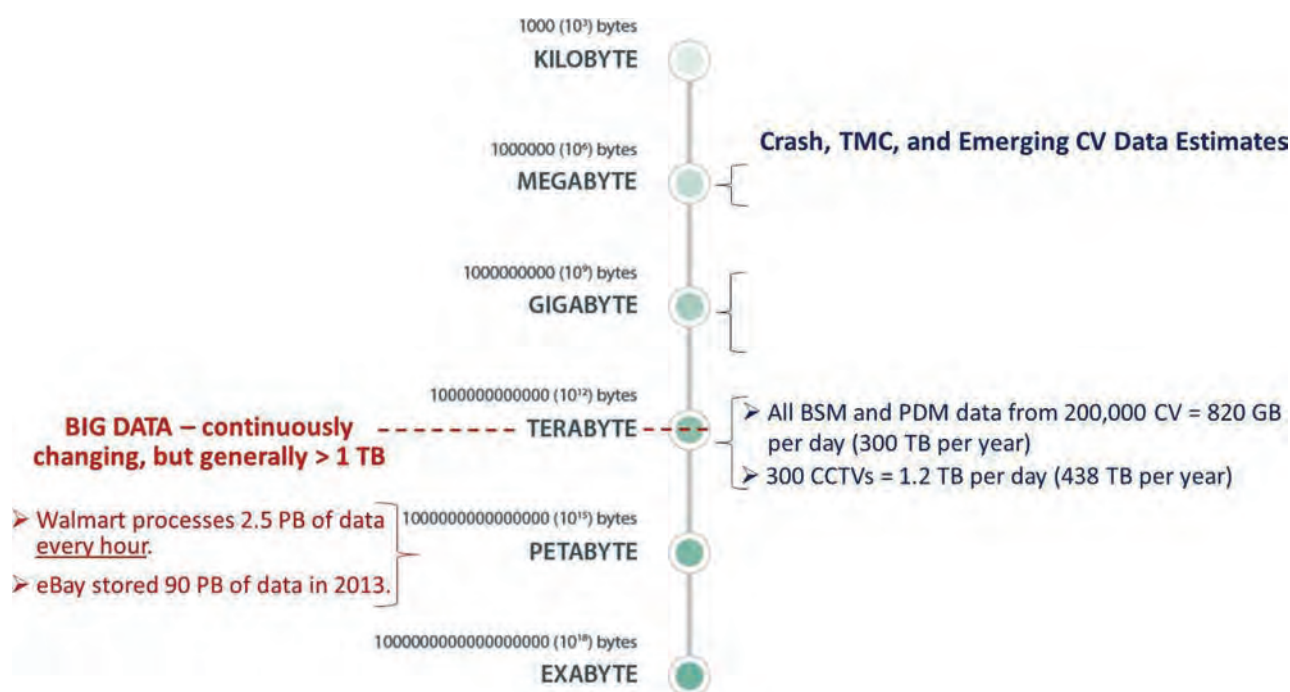 1000 (10³) bytes
KILOBYTE
Crash, TMC, and Emerging CV Data Estimates
1000000 (10⁶) bytes
MEGABYTE
1000000000 (10⁹) bytes
GIGABYTE
1000000000000 (10¹²) bytes
TERABYTE
BIG DATA – continuously
changing, but generally > 1 TB
➢ All BSM and PDM data from 200,000 CV = 820 GB
per day (300 TB per year)
➢ 300 CCTVs = 1.2 TB per day (438 TB per year)
➢ Walmart processes 2.5 PB of data
every hour.
➢ eBay stored 90 PB of data in 2013.
1000000000000000 (10¹⁵) bytes
PETABYTE
1000000000000000000 (10¹⁸) bytes
EXABYTE